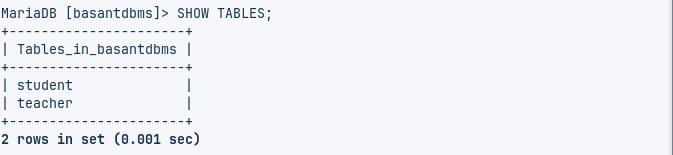 MariaDB [basantdbms]> SHOW TABLES;
+----------------------+
| Tables_in_basantdbms |
+----------------------+
| student              |
| teacher              |
+----------------------+
2 rows in set (0.001 sec)